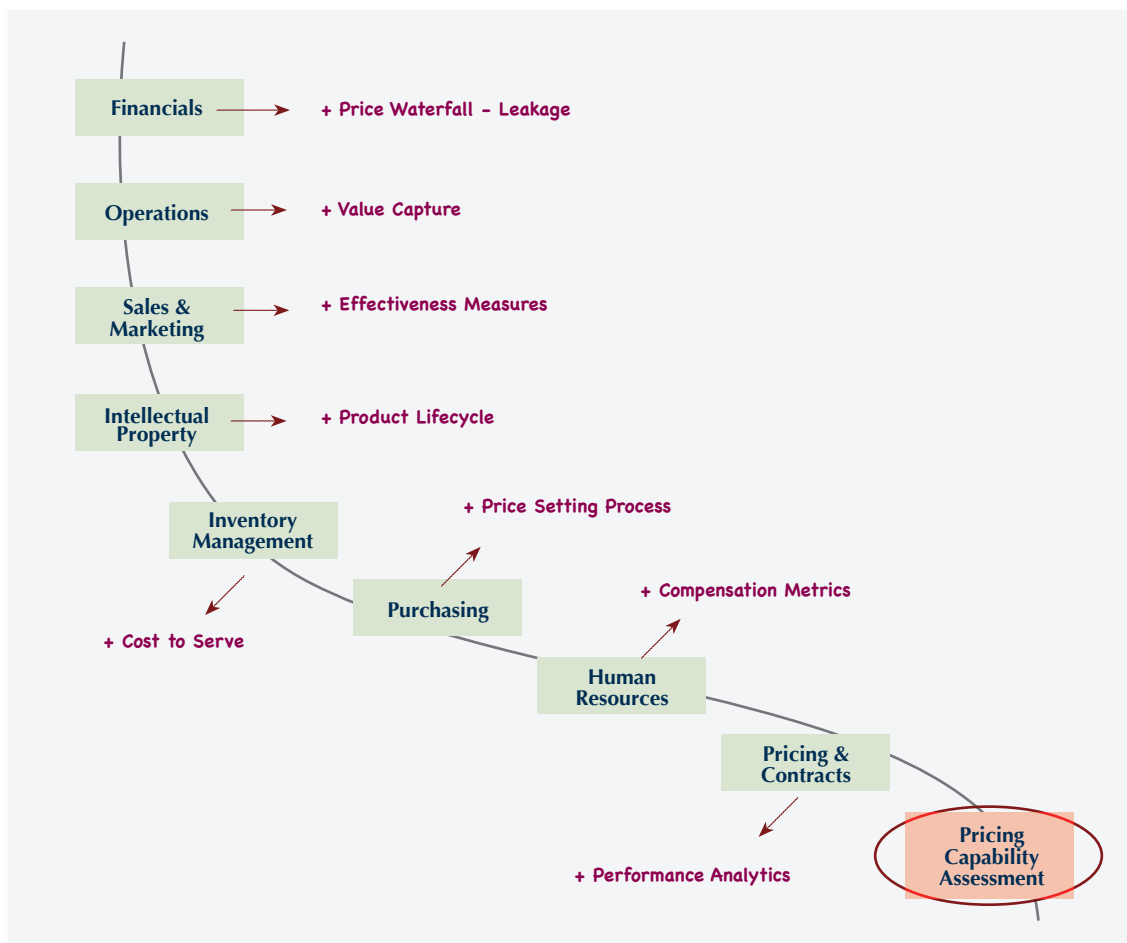 Financials
+ Price Waterfall - Leakage
Operations
+ Value Capture
Sales &
Marketing
+ Effectiveness Measures
Intellectual
Property
+ Product Lifecycle
Inventory
Management
+ Cost to Serve
+ Price Setting Process
Purchasing
+ Compensation Metrics
Human
Resources
Pricing &
Contracts
+ Performance Analytics
Pricing
Capability
Assessment